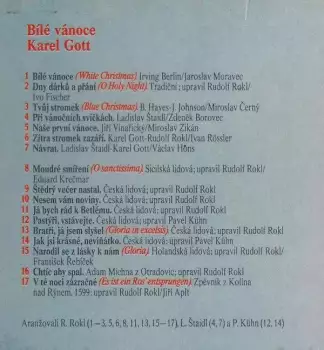 Bílé vánoce
Karel Gott
1 Bílé vánoce (White Christmas). Irving Berlin/Jaroslav Moravec
2 Duy dárků a přání (O Holy Night). Tradiční; upravil Rudolf Rokl/
Ivo Fischer
3 Tvůj stromek (Blue Christmas). B. Hayes-J. Johnson/Miroslav Černý
4 Při vánočních svíčkách. Ladislav Štaidl/Zdeněk Borovec
5 Naše první vánoce. Jiří Vinařický/Miroslav Zikán
6 Zítra stromek rozáří. Karel Gott-Rudolf Rokl/Ivan Rössler
7 Návrat. Ladislav Štaidl-Karel Gott/Václav Hons
8 Moudré smíření (O sanctissima). Sicilská lidová; upravil Rudolf Rokl/
Eduard Krečmar
9 Štědrý večer nastal. Česká lidová; upravil Rudolf Rokl
10 Nesem vám noviny. Česká lidová; upravil Rudolf Rokl
11 Já bych rád k Betlému. Česká lidová; upravil Rudolf Rokl
12 Pastýři, vstávejte. Česká lidová; upravil Pavel Kühn
13 Bratři, já jsem slyšel (Gloria in excelsis). Česká lidová; upravil Rudolf Rokl
14 Jak jsi krásné, neviňátko. Česká lidová; upravil Pavel Kühn
15 Narodil se z lásky k nám (Gloria). Holandská lidová; upravil Rudolf Rokl/
František Řebíček
16 Chtíc aby spal. Adam Michna z Otradovic; upravil Rudolf Rokl
17 V té noci zázračné (Es ist ein Ros' entsprungen). Zpěvník z Kolína
nad Rýnem, 1599; upravil Rudolf Rokl/Jiří Aplt
Aranžovali R. Rokl (1—3, 5, 6, 8, 11, 13, 15—17), L. Štaidl (4, 7) a P. Kühn (12, 14)